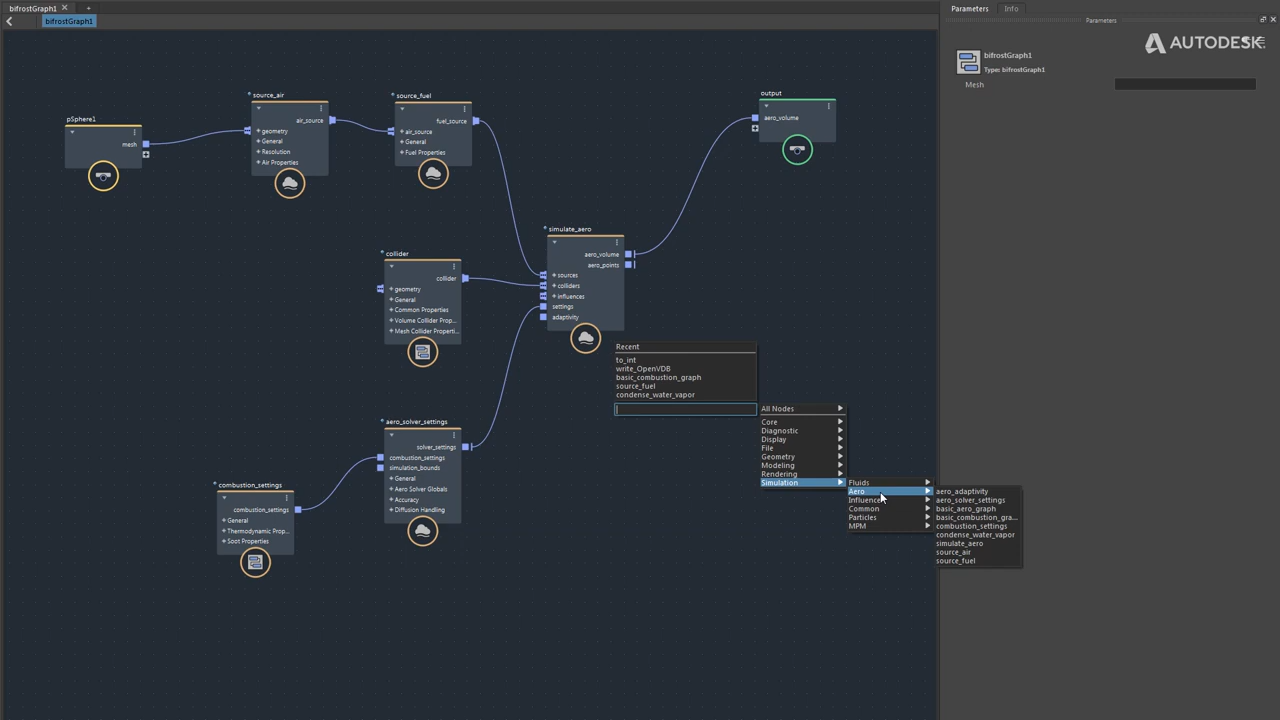 bifrostGraph1
Parameters
Info
bifrostGraph1
Parameters
AUTODESK
bifrostGraph1
Type: bifrostGraph1
Mesh
pSphere1
mesh
source_air
air_source
geometry
General
Resolution
Air Properties
source_fuel
fuel_source
air_source
General
Fuel Properties
output
aero_volume
simulate_aero
aero_volume
aero_points
sources
colliders
influences
settings
adaptivity
collider
collider
geometry
General
Common Properties
Volume Collider Prop...
Mesh Collider Properti...
aero_solver_settings
solver_settings
combustion_settings
simulation_bounds
General
Aero Solver Globals
Accuracy
Diffusion Handling
combustion_settings
combustion_settings
General
Thermodynamic Prop...
Soot Properties
Recent
to_int
write_OpenVDB
basic_combustion_graph
source_fuel
condense_water_vapor
All Nodes
Core
Diagnostic
Display
File
Geometry
Modeling
Rendering
Simulation
Fluids
Aero
Influence
Common
Particles
MPM
aero_adaptivity
aero_solver_settings
basic_aero_graph
basic_combustion_gra...
combustion_settings
condense_water_vapor
simulate_aero
source_air
source_fuel